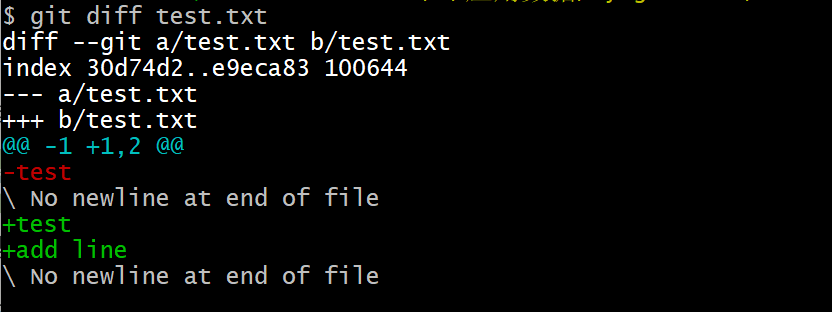 $ git diff test.txt
diff --git a/test.txt b/test.txt
index 30d74d2..e9eca83 100644
--- a/test.txt
+++ b/test.txt
@@ -1 +1,2 @@
-test
\ No newline at end of file
+test
+add line
\ No newline at end of file